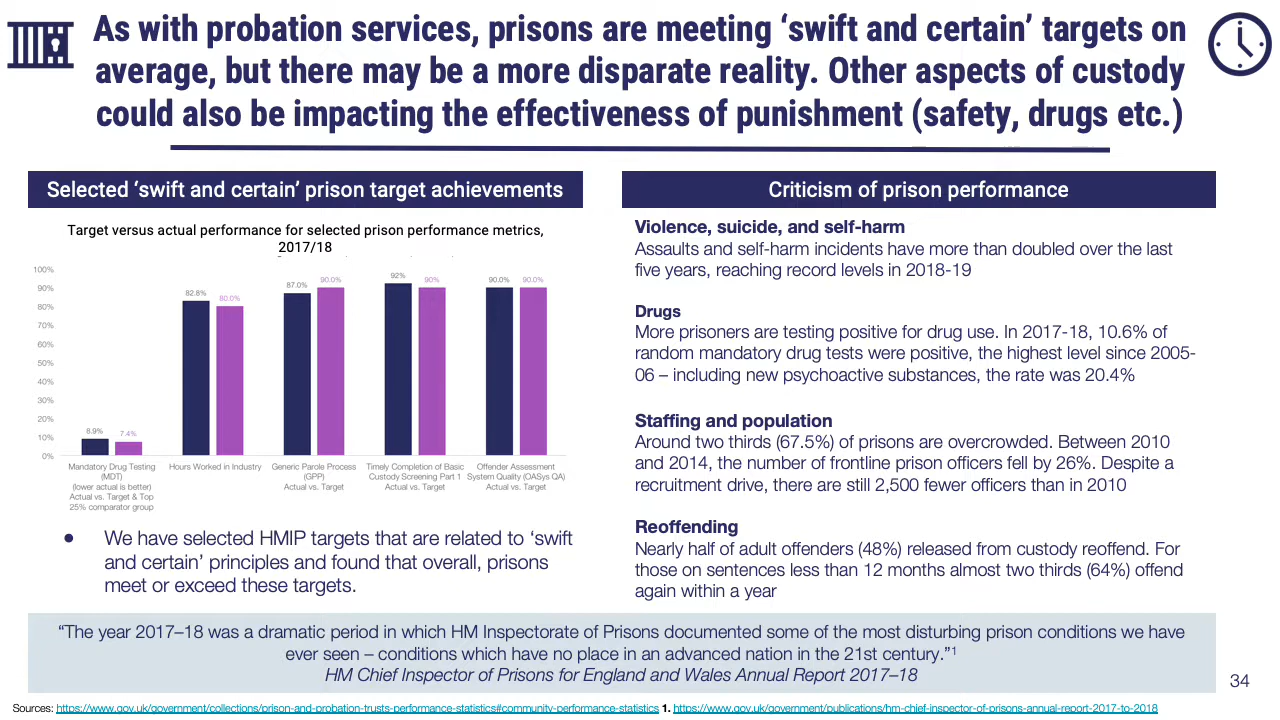 As with probation services, prisons are meeting ‘swift and certain’ targets on
average, but there may be a more disparate reality. Other aspects of custody
could also be impacting the effectiveness of punishment (safety, drugs etc.)
Selected ‘swift and certain’ prison target achievements
Target versus actual performance for selected prison performance metrics,
2017/18
100%
90%
80%
70%
60%
50%
40%
30%
20%
10%
0%
8.9%
7.4%
82.8%
80.0%
87.0%
90.0%
92%
90%
90.0%
90.0%
Mandatory Drug Testing
(MDT)
(lower actual is better)
Actual vs. Target & Top
25% comparator group
Hours Worked in Industry
Generic Parole Process
(GPP)
Actual vs. Target
Timely Completion of Basic
Custody Screening Part 1
Actual vs. Target
Offender Assessment
System Quality (OASys QA)
Actual vs. Target
● We have selected HMIP targets that are related to ‘swift
and certain’ principles and found that overall, prisons
meet or exceed these targets.
Criticism of prison performance
Violence, suicide, and self-harm
Assaults and self-harm incidents have more than doubled over the last
five years, reaching record levels in 2018-19
Drugs
More prisoners are testing positive for drug use. In 2017-18, 10.6% of
random mandatory drug tests were positive, the highest level since 2005-
06 – including new psychoactive substances, the rate was 20.4%
Staffing and population
Around two thirds (67.5%) of prisons are overcrowded. Between 2010
and 2014, the number of frontline prison officers fell by 26%. Despite a
recruitment drive, there are still 2,500 fewer officers than in 2010
Reoffending
Nearly half of adult offenders (48%) released from custody reoffend. For
those on sentences less than 12 months almost two thirds (64%) offend
again within a year
“The year 2017–18 was a dramatic period in which HM Inspectorate of Prisons documented some of the most disturbing prison conditions we have
ever seen – conditions which have no place in an advanced nation in the 21st century.”¹
HM Chief Inspector of Prisons for England and Wales Annual Report 2017–18
34
Sources: https://www.gov.uk/government/collections/prison-and-probation-trusts-performance-statistics#community-performance-statistics 1. https://www.gov.uk/government/publications/hm-chief-inspector-of-prisons-annual-report-2017-to-2018